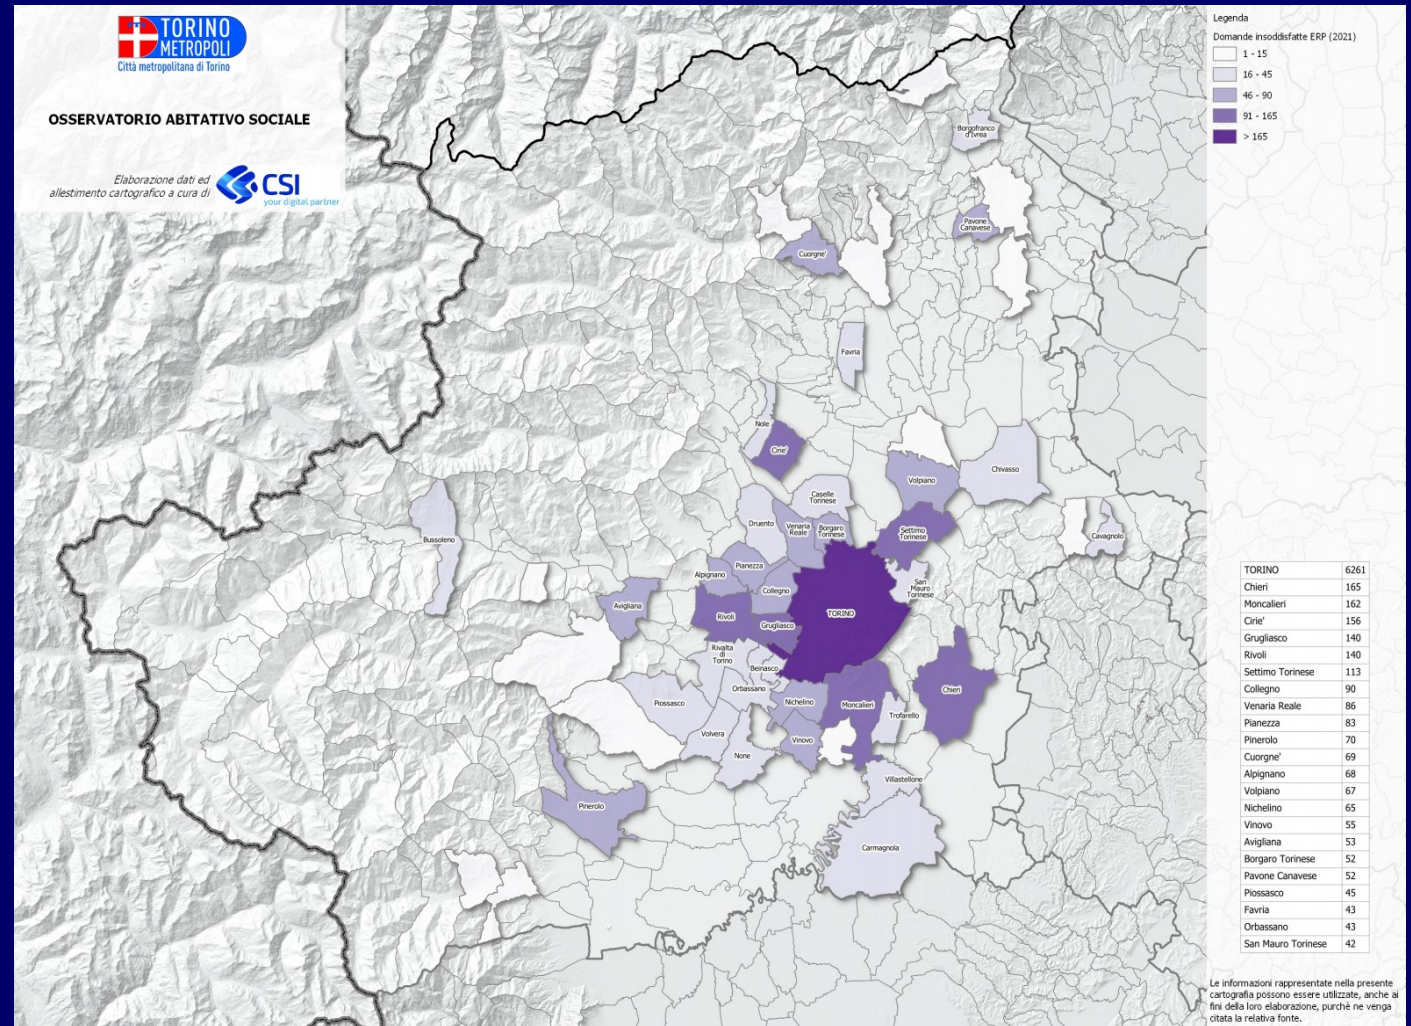 TORINO
METROPOLI
Città metropolitana di Torino
OSSERVATORIO ABITATIVO SOCIALE
Elaborazione dati ed
allestimento cartografico a cura di
CSI
your digital partner
Legenda
Domande insoddisfatte ERP (2021)
1 - 15
16 - 45
46 - 90
91 - 165
> 165
Borgofranco
d'Ivrea
Pavone
Canavese
Cuorgne'
Favria
Nole
Cirie'
Volpiano
Chivasso
Caselle
Torinese
Druento
Venaria
Reale
Borgaro
Torinese
Settimo
Torinese
Cavagnolo
Bussoleno
Pianezza
Alpignano
Collegno
San
Mauro
Torinese
Avigliana
Rivoli
Grugliasco
TORINO
Rivalta
di
Torino
Beinasco
Orbassano
Chieri
Piossasco
Nichelino
Moncalieri
Trofarello
Volvera
Vinovo
None
Villastellone
Pinerolo
Carmagnola
TORINO 6261
Chieri 165
Moncalieri 162
Cirie' 156
Grugliasco 140
Rivoli 140
Settimo Torinese 113
Collegno 90
Venaria Reale 86
Pianezza 83
Pinerolo 70
Cuorgne' 69
Alpignano 68
Volpiano 67
Nichelino 65
Vinovo 55
Avigliana 53
Borgaro Torinese 52
Pavone Canavese 52
Piossasco 45
Favria 43
Orbassano 43
San Mauro Torinese 42
Le informazioni rappresentate nella presente
cartografia possono essere utilizzate, anche ai
fini della loro elaborazione, purchè ne venga
citata la relativa fonte.